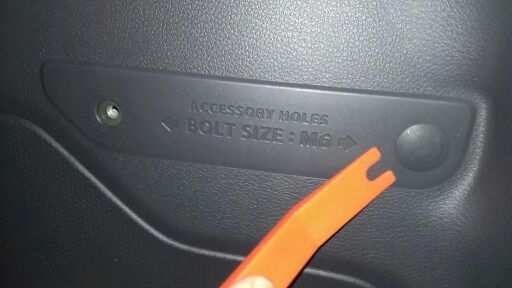 ACCESSORY HOLES
⇦ BOLT SIZE : M6 ⇨